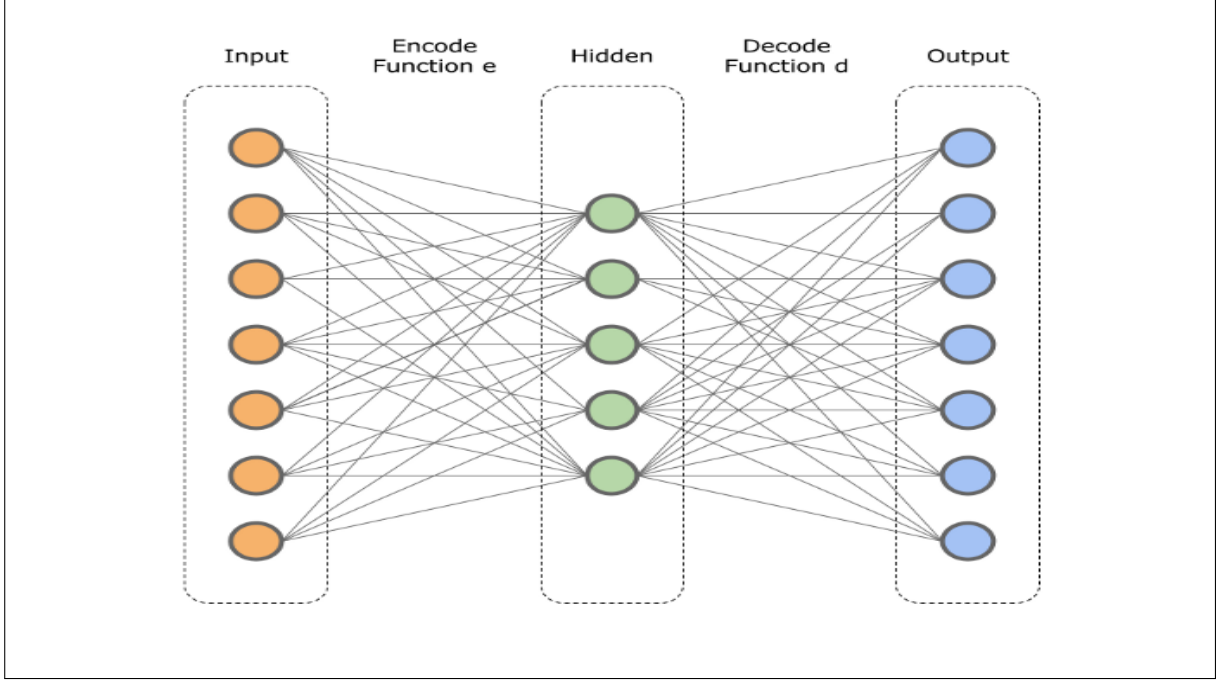 Input
Encode
Function e
Hidden
Decode
Function d
Output